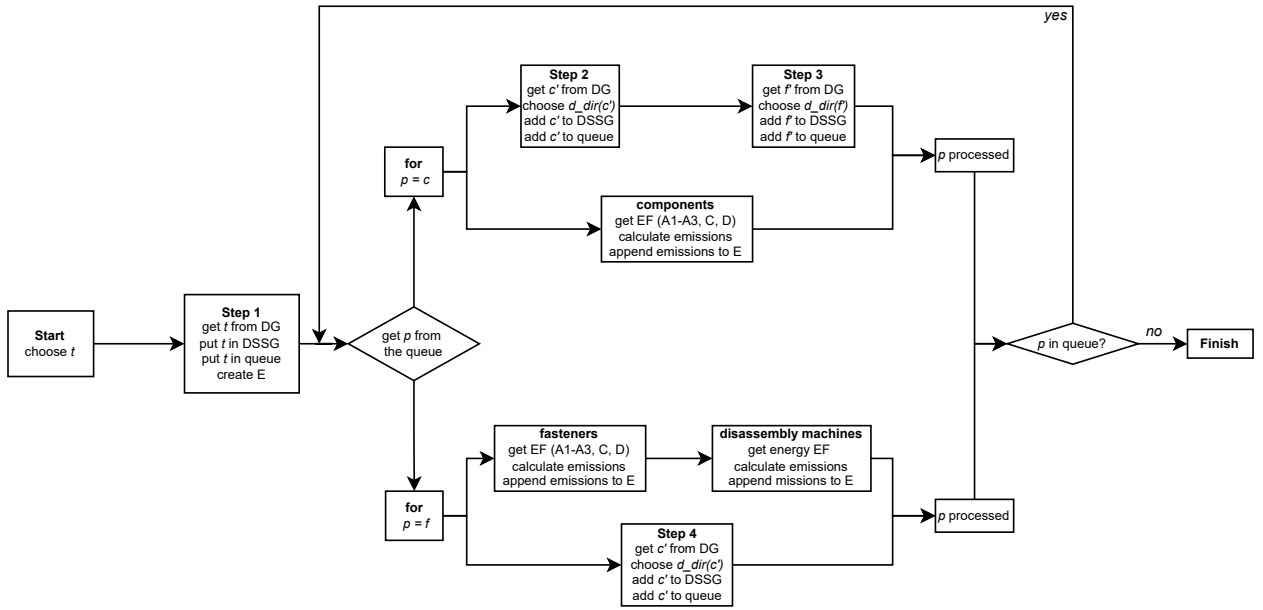 yes
Step 2
get c' from DG
choose d_dir(c')
add c' to DSSG
add c' to queue
Step 3
get f' from DG
choose d_dir(f')
add f' to DSSG
add f' to queue
for
p = c
p processed
components
get EF (A1-A3, C, D)
calculate emissions
append emissions to E
Start
choose t
Step 1
get t from DG
put t in DSSG
put t in queue
create E
get p from
the queue
p in queue?
no
Finish
fasteners
get EF (A1-A3, C, D)
calculate emissions
append emissions to E
disassembly machines
get energy EF
calculate emissions
append missions to E
for
p = f
p processed
Step 4
get c' from DG
choose d_dir(c')
add c' to DSSG
add c' to queue